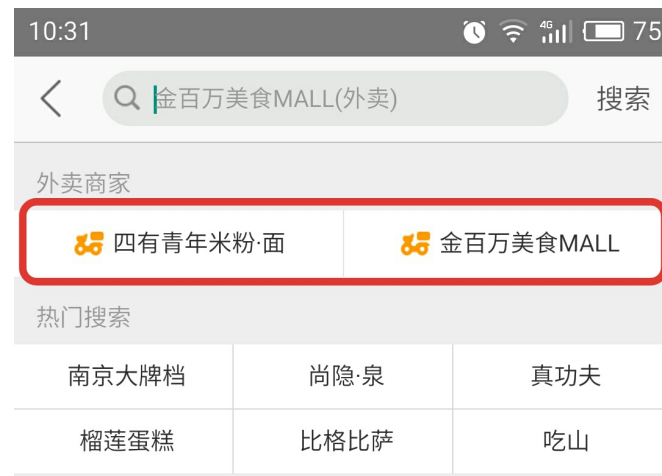 10:31 4G 75
金百万美食MALL(外卖) 搜索
外卖商家
四有青年米粉·面 金百万美食MALL
热门搜索
南京大牌档 尚隐·泉 真功夫
榴莲蛋糕 比格比萨 吃山